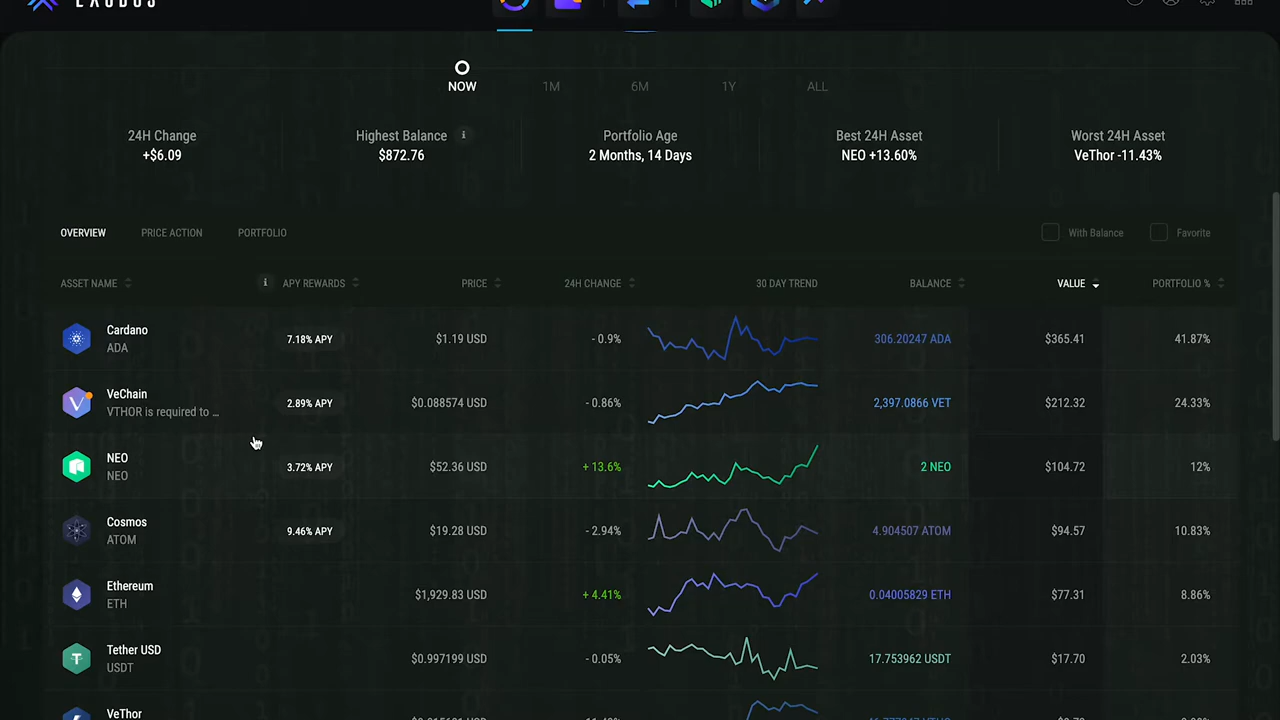 EXODUS
NOW 1M 6M 1Y ALL
24H Change Highest Balance i Portfolio Age Best 24H Asset Worst 24H Asset
+$6.09 $872.76 2 Months, 14 Days NEO +13.60% VeThor -11.43%
OVERVIEW PRICE ACTION PORTFOLIO With Balance Favorite
ASSET NAME i APY REWARDS PRICE 24H CHANGE 30 DAY TREND BALANCE VALUE PORTFOLIO %
Cardano
ADA 7.18% APY $1.19 USD - 0.9% 306.20247 ADA $365.41 41.87%
VeChain
VTHOR is required to ... 2.89% APY $0.088574 USD - 0.86% 2,397.0866 VET $212.32 24.33%
NEO
NEO 3.72% APY $52.36 USD + 13.6% 2 NEO $104.72 12%
Cosmos
ATOM 9.46% APY $19.28 USD - 2.94% 4.904507 ATOM $94.57 10.83%
Ethereum
ETH $1,929.83 USD + 4.41% 0.04005829 ETH $77.31 8.86%
Tether USD
USDT $0.997199 USD - 0.05% 17.753962 USDT $17.70 2.03%
VeThor